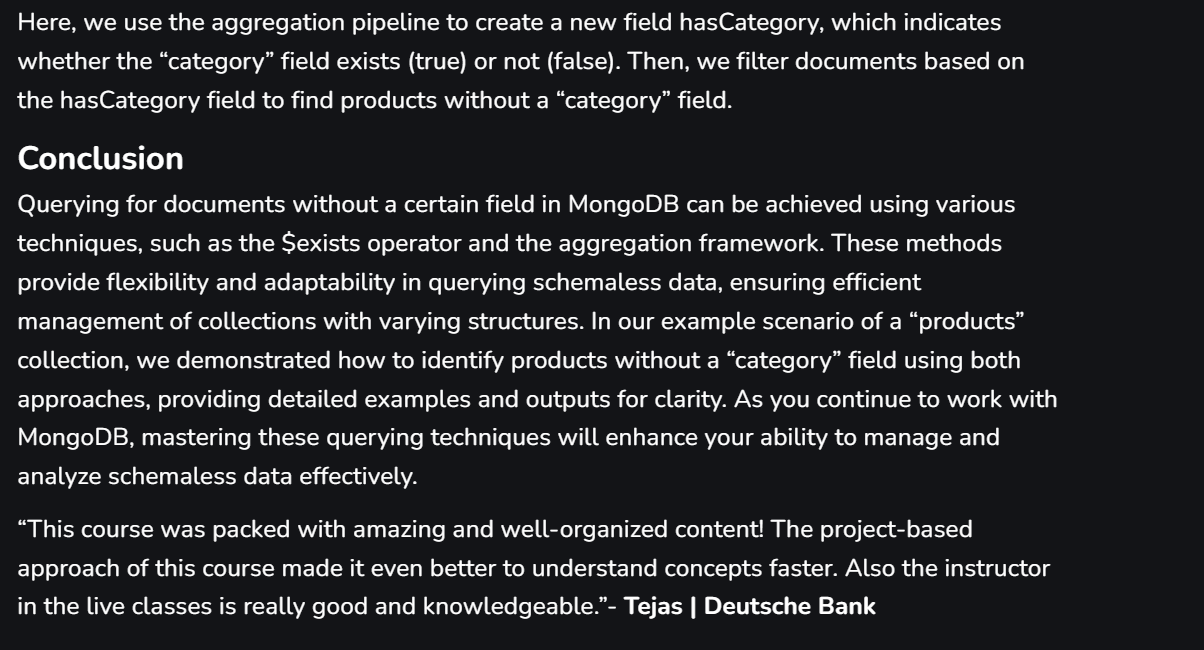 Here, we use the aggregation pipeline to create a new field hasCategory, which indicates
whether the “category” field exists (true) or not (false). Then, we filter documents based on
the hasCategory field to find products without a “category” field.
Conclusion
Querying for documents without a certain field in MongoDB can be achieved using various
techniques, such as the $exists operator and the aggregation framework. These methods
provide flexibility and adaptability in querying schemaless data, ensuring efficient
management of collections with varying structures. In our example scenario of a “products”
collection, we demonstrated how to identify products without a “category” field using both
approaches, providing detailed examples and outputs for clarity. As you continue to work with
MongoDB, mastering these querying techniques will enhance your ability to manage and
analyze schemaless data effectively.
“This course was packed with amazing and well-organized content! The project-based
approach of this course made it even better to understand concepts faster. Also the instructor
in the live classes is really good and knowledgeable.”- Tejas | Deutsche Bank